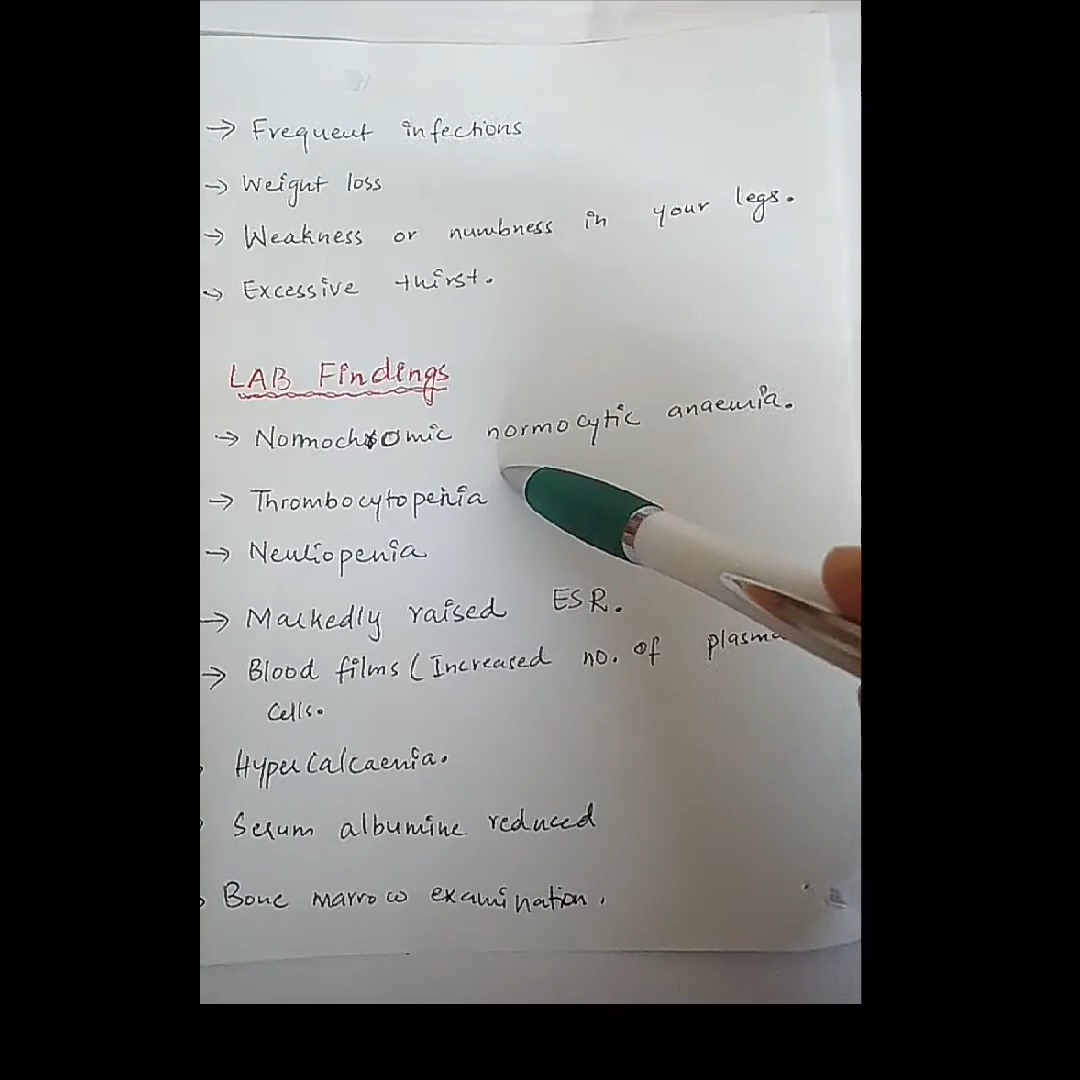 → Frequent infections
→ Weight loss
→ Weakness or numbness in your legs.
→ Excessive thirst.
LAB Findings
→ Normochromic normocytic anaemia.
→ Thrombocytopenia
→ Neutropenia
→ Markedly raised ESR.
→ Blood films (Increased no. of plasma
cells.
Hypercalcaemia.
Serum albumine reduced
Bone marrow examination.